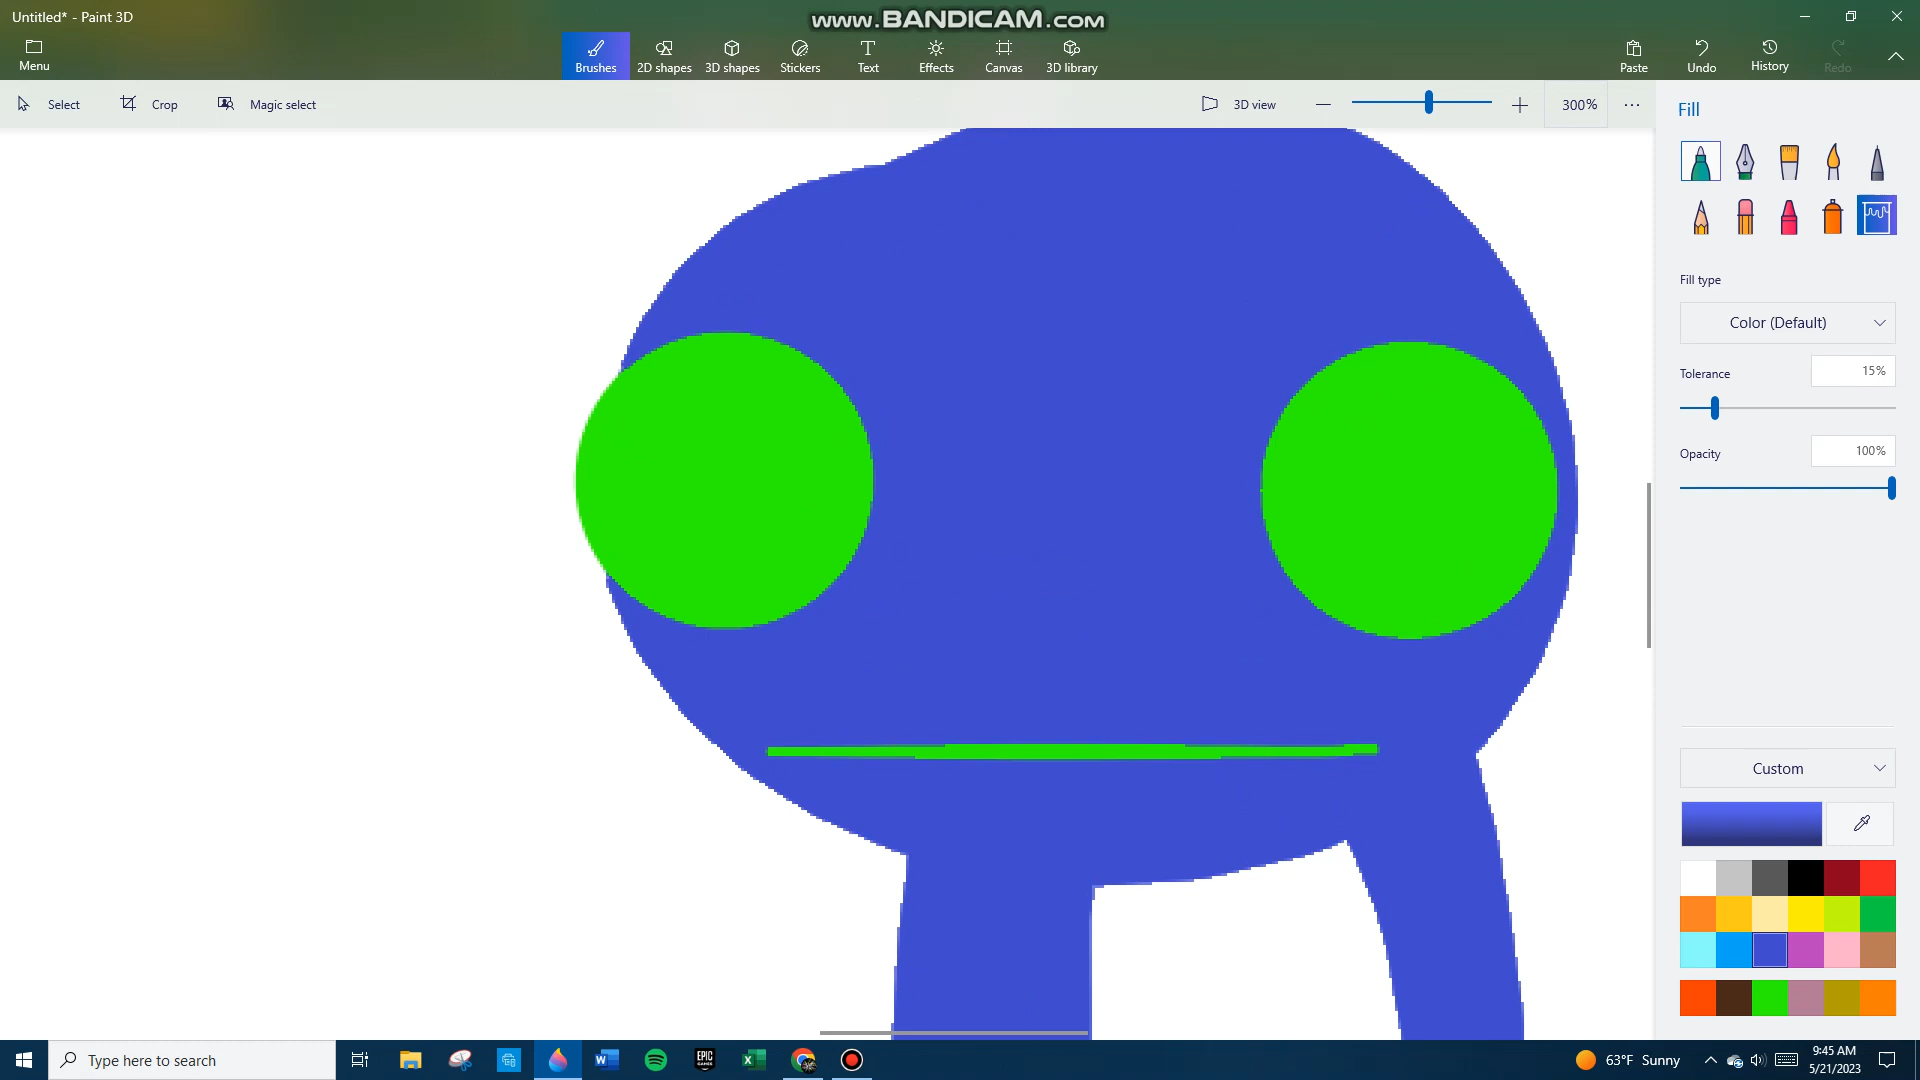 Untitled* - Paint 3D
www.BANDICAM.com
Menu
Brushes
2D shapes
3D shapes
Stickers
Text
Effects
Canvas
3D library
Paste
Undo
History
Redo
Select
Crop
Magic select
3D view
300%
Fill
Fill type
Color (Default)
Tolerance
15%
Opacity
100%
Custom
Type here to search
W
EPIC
GAMES
X
63°F Sunny
9:45 AM
5/21/2023